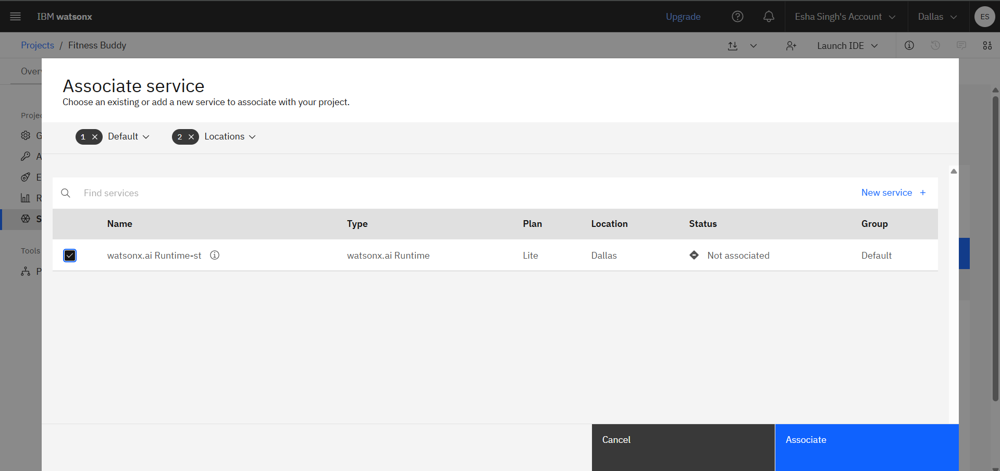 IBM watsonx
Upgrade
Esha Singh's Account
Dallas
ES
Projects / Fitness Buddy
Launch IDE
Over
Associate service
Choose an existing or add a new service to associate with your project.
Projec
1 × Default
2 × Locations
G
A
E
R
S
Tools
P
Find services
New service +
Name Type Plan Location Status Group
watsonx.ai Runtime-st watsonx.ai Runtime Lite Dallas Not associated Default
Cancel
Associate